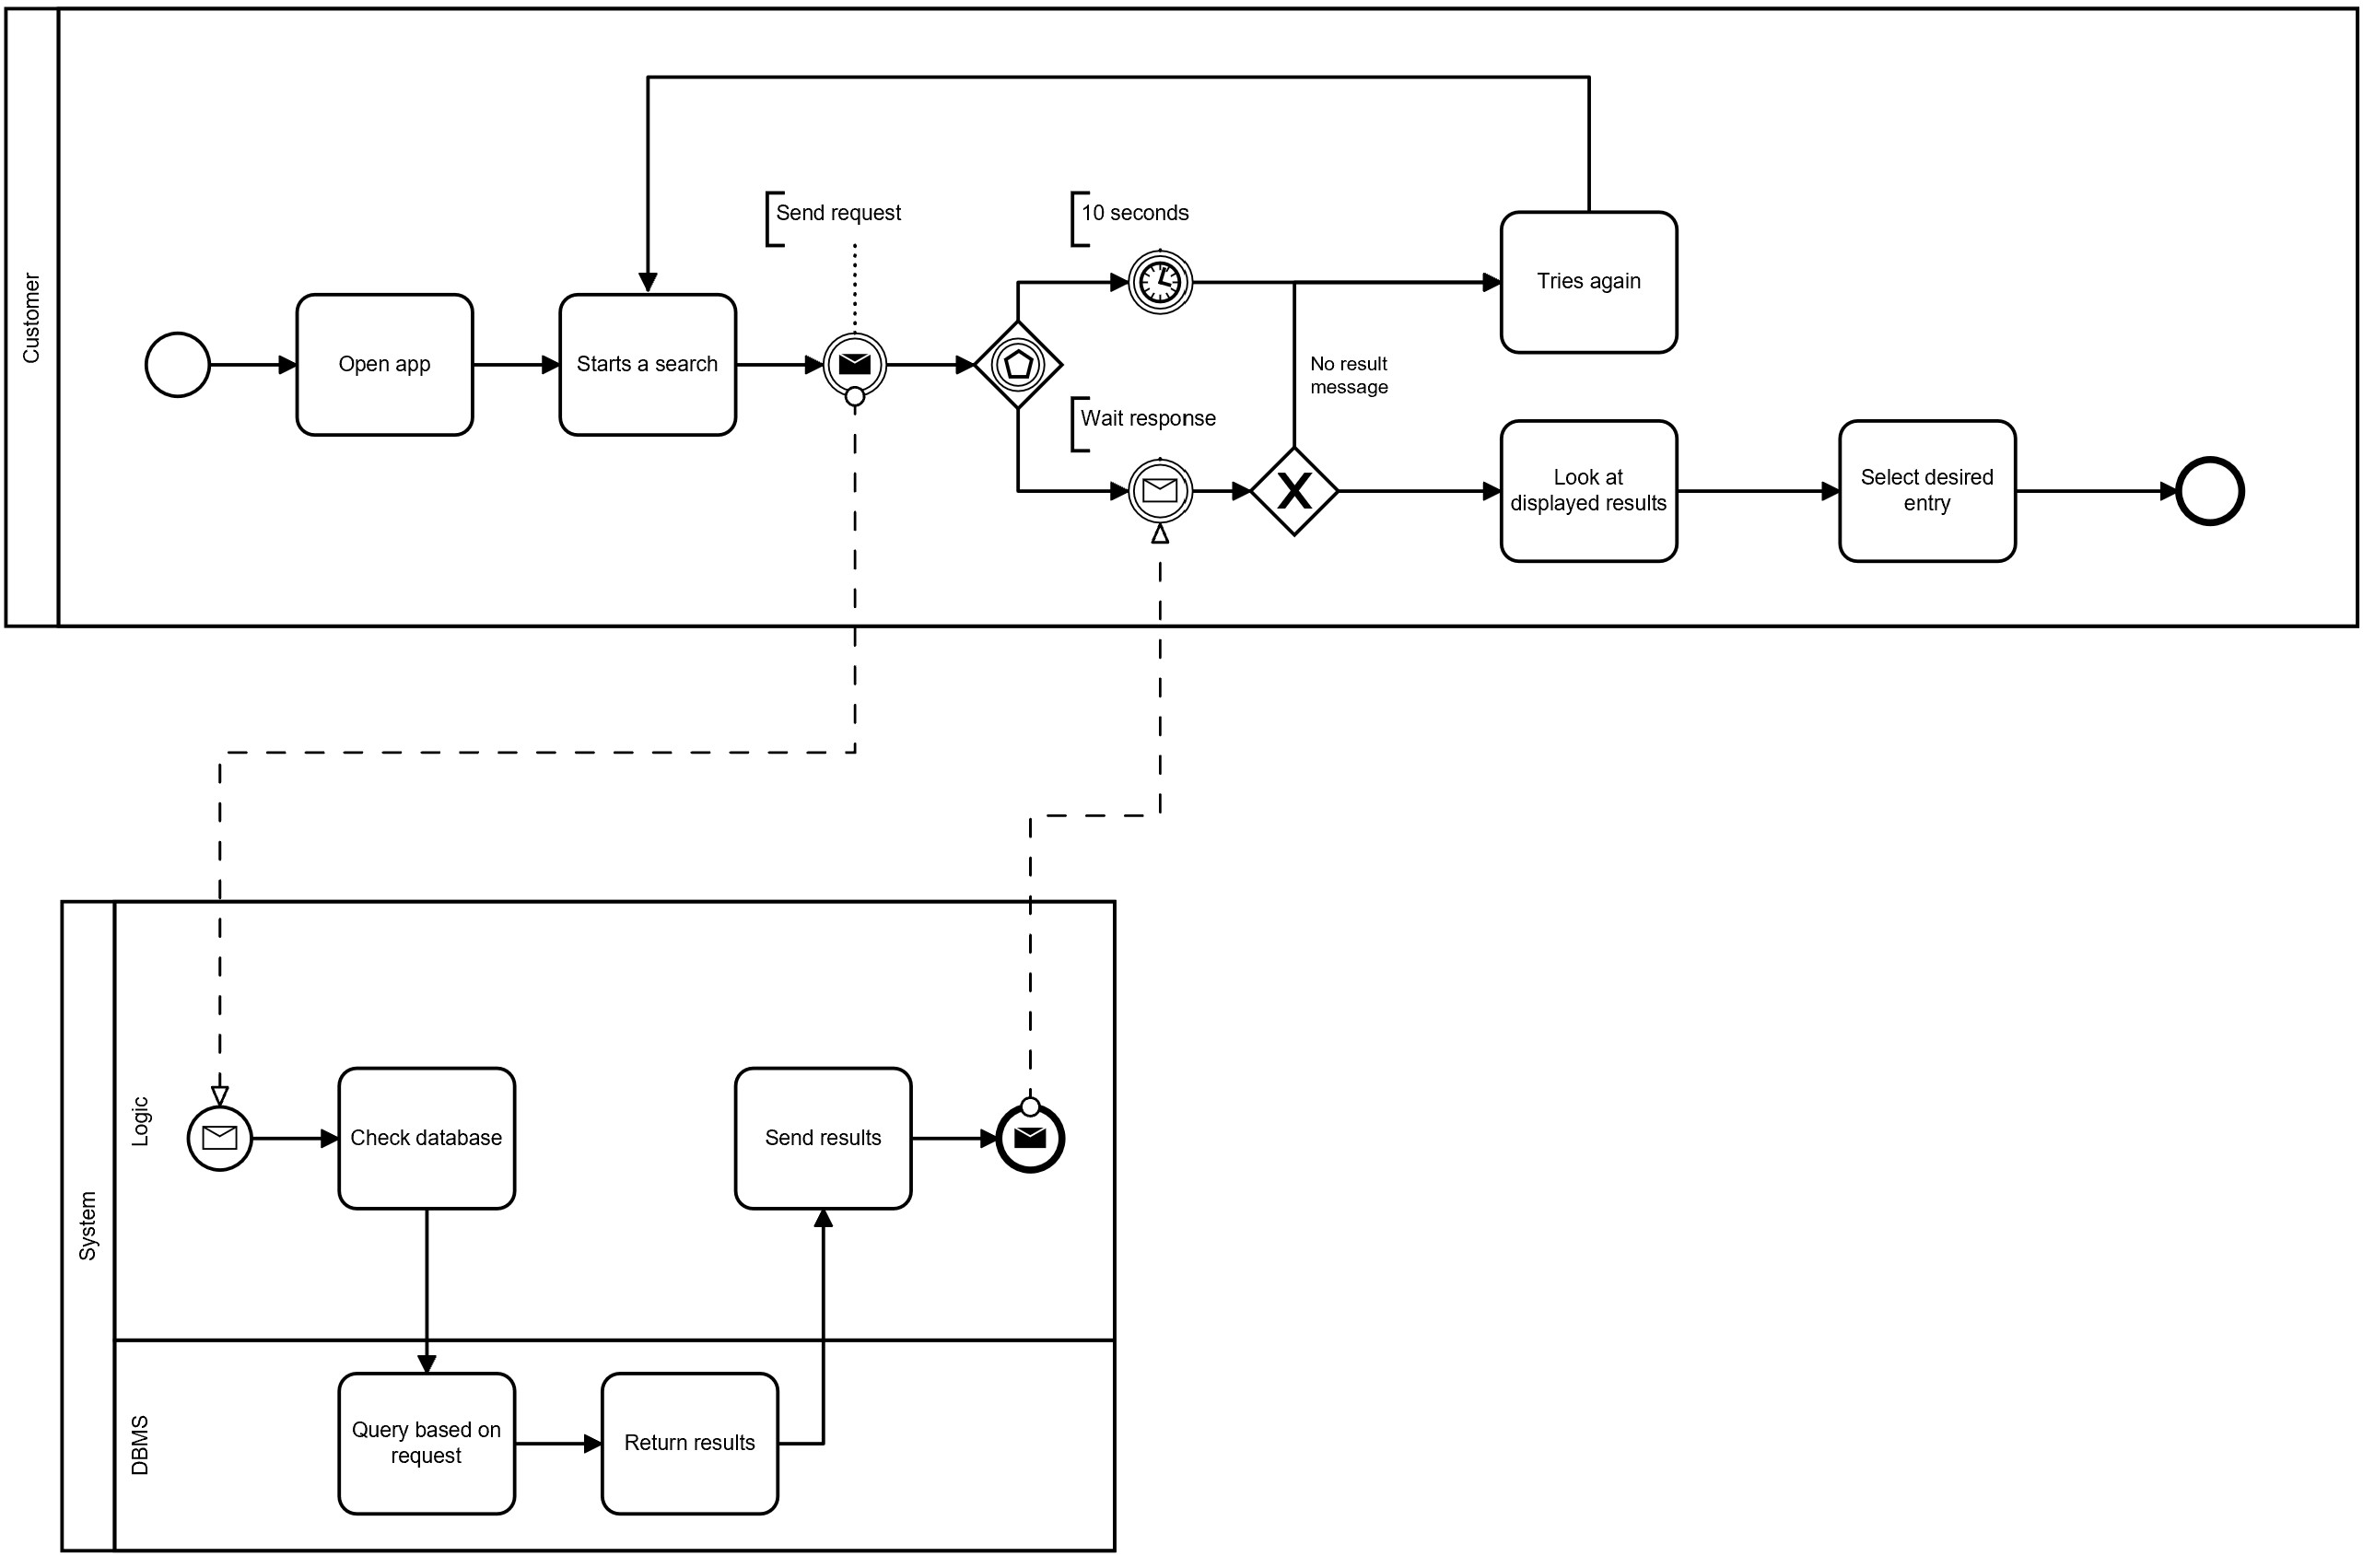 Customer
Send request
10 seconds
Tries again
Open app
Starts a search
No result
message
Wait response
Look at
displayed results
Select desired
entry
System
Logic
Check database
Send results
DBMS
Query based on
request
Return results